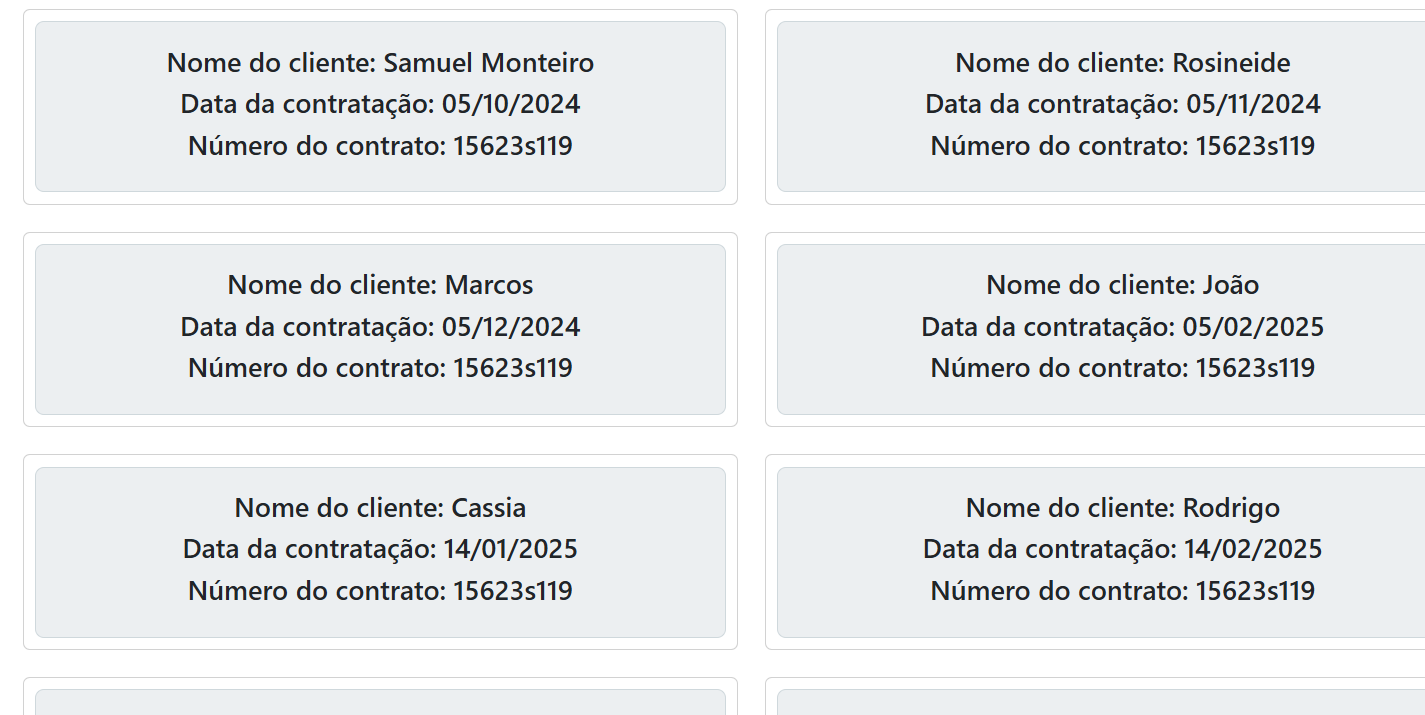 Nome do cliente: Samuel Monteiro
Data da contratação: 05/10/2024
Número do contrato: 15623s119
Nome do cliente: Rosineide
Data da contratação: 05/11/2024
Número do contrato: 15623s119
Nome do cliente: Marcos
Data da contratação: 05/12/2024
Número do contrato: 15623s119
Nome do cliente: João
Data da contratação: 05/02/2025
Número do contrato: 15623s119
Nome do cliente: Cassia
Data da contratação: 14/01/2025
Número do contrato: 15623s119
Nome do cliente: Rodrigo
Data da contratação: 14/02/2025
Número do contrato: 15623s119